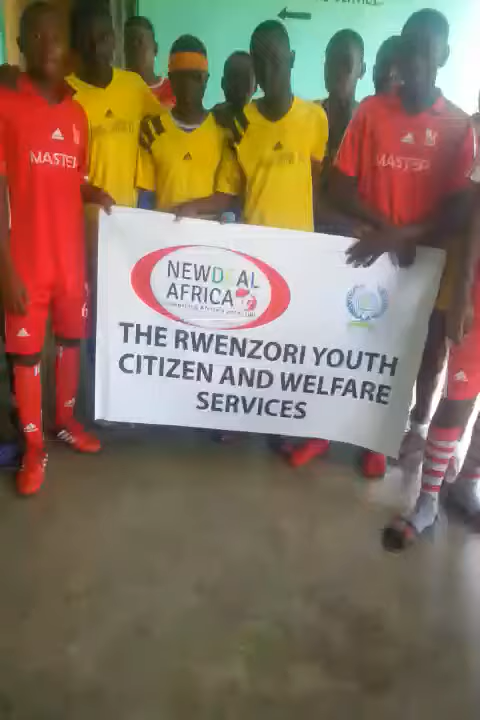 MASTER
MASTER
NEWDEAL
AFRICA
THE RWENZORI YOUTH
CITIZEN AND WELFARE
SERVICES